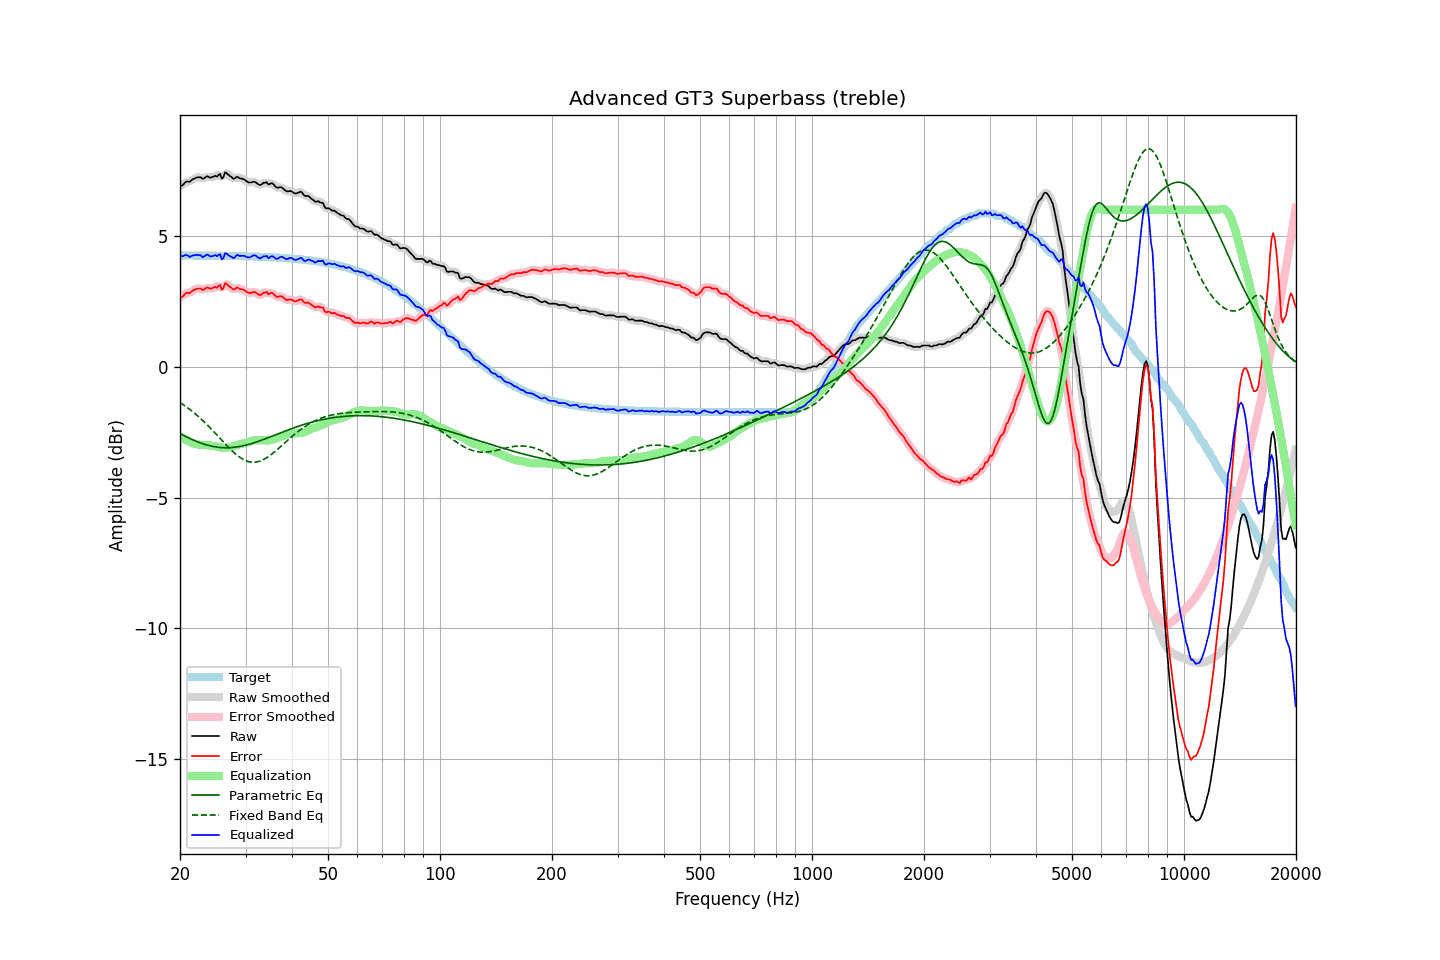 Advanced GT3 Superbass (treble)
Amplitude (dBr)
5
0
−5
−10
−15
Target
Raw Smoothed
Error Smoothed
Raw
Error
Equalization
Parametric Eq
Fixed Band Eq
Equalized
20 50 100 200 500 1000 2000 5000 10000 20000
Frequency (Hz)